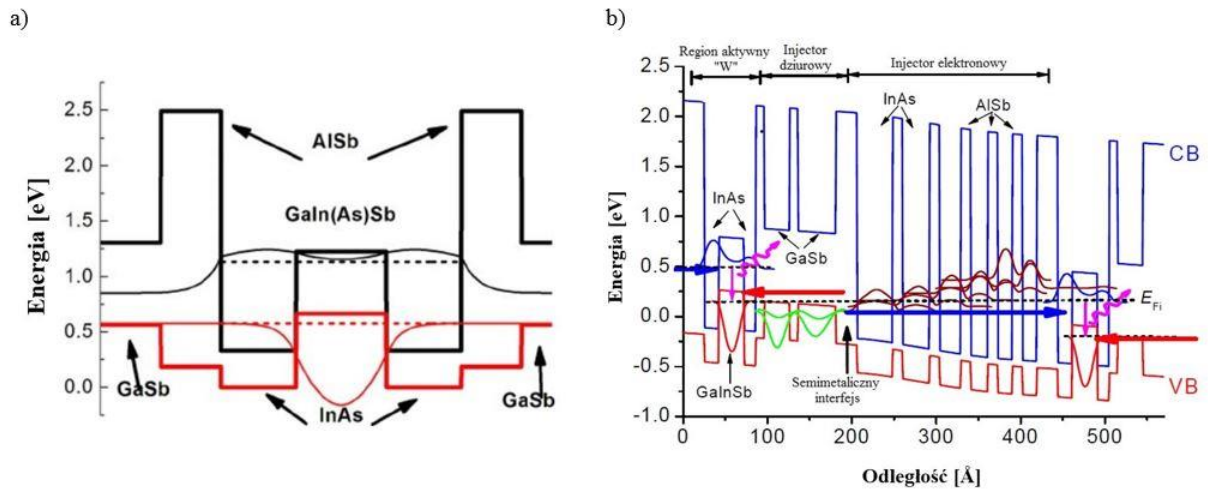 a)
2.5
2.0
1.5
1.0
0.5
0.0
Energia [eV]
AlSb
GaIn(As)Sb
GaSb
InAs
GaSb
b)
Region aktywny
"W"
Injector
dziurowy
Injector elektronowy
2.5
2.0
1.5
1.0
0.5
0.0
-0.5
-1.0
Energia [eV]
InAs
AlSb
CB
InAs
GaSb
E_Fi
GaInSb
Semimetaliczny
interfejs
VB
0
100
200
300
400
500
Odległość [Å]